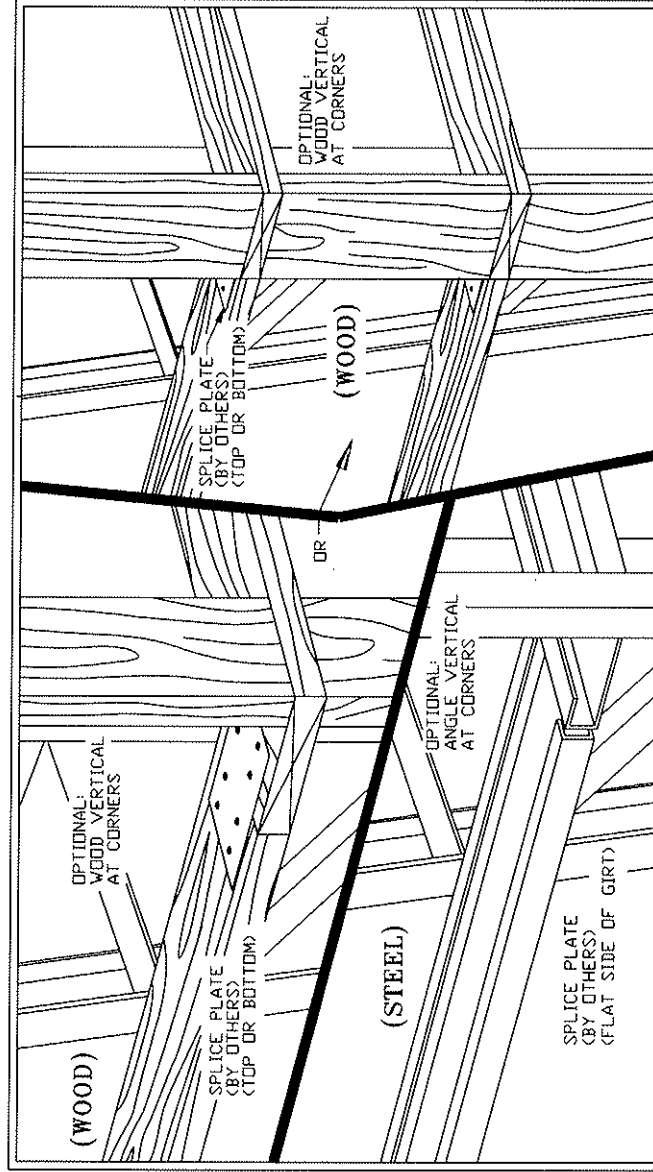 (WOOD)
OPTIONAL:
WOOD VERTICAL
AT CORNERS
SPLICE PLATE
(BY OTHERS)
(TOP OR BOTTOM)
OR
SPLICE PLATE
(BY OTHERS)
(TOP OR BOTTOM)
(WOOD)
OPTIONAL:
WOOD VERTICAL
AT CORNERS
(STEEL)
OPTIONAL:
ANGLE VERTICAL
AT CORNERS
SPLICE PLATE
(BY OTHERS)
(FLAT SIDE OF GIRT)